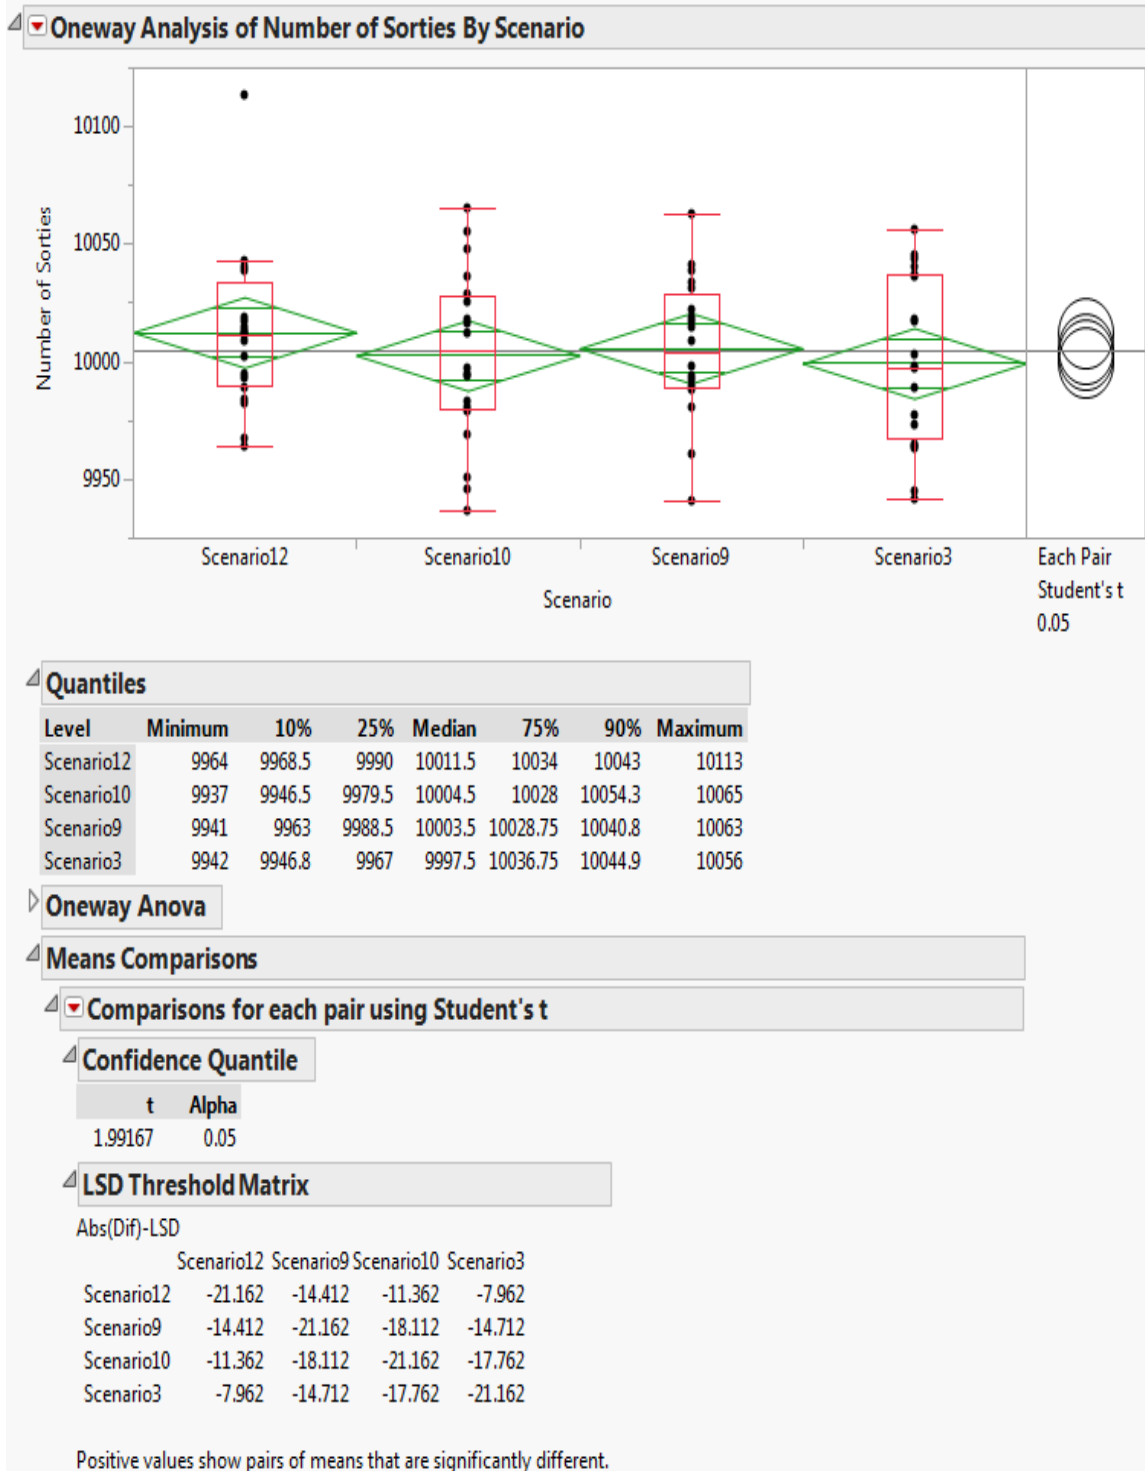 Oneway Analysis of Number of Sorties By Scenario
10100
10050
10000
9950
Number of Sorties
Scenario12 Scenario10 Scenario9 Scenario3 Each Pair
Student's t
0.05
Scenario
Quantiles
Level Minimum 10% 25% Median 75% 90% Maximum
Scenario12 9964 9968.5 9990 10011.5 10034 10043 10113
Scenario10 9937 9946.5 9979.5 10004.5 10028 10054.3 10065
Scenario9 9941 9963 9988.5 10003.5 10028.75 10040.8 10063
Scenario3 9942 9946.8 9967 9997.5 10036.75 10044.9 10056
Oneway Anova
Means Comparisons
Comparisons for each pair using Student's t
Confidence Quantile
t Alpha
1.99167 0.05
LSD Threshold Matrix
Abs(Dif)-LSD
Scenario12 Scenario9 Scenario10 Scenario3
Scenario12 -21.162 -14.412 -11.362 -7.962
Scenario9 -14.412 -21.162 -18.112 -14.712
Scenario10 -11.362 -18.112 -21.162 -17.762
Scenario3 -7.962 -14.712 -17.762 -21.162
Positive values show pairs of means that are significantly different.